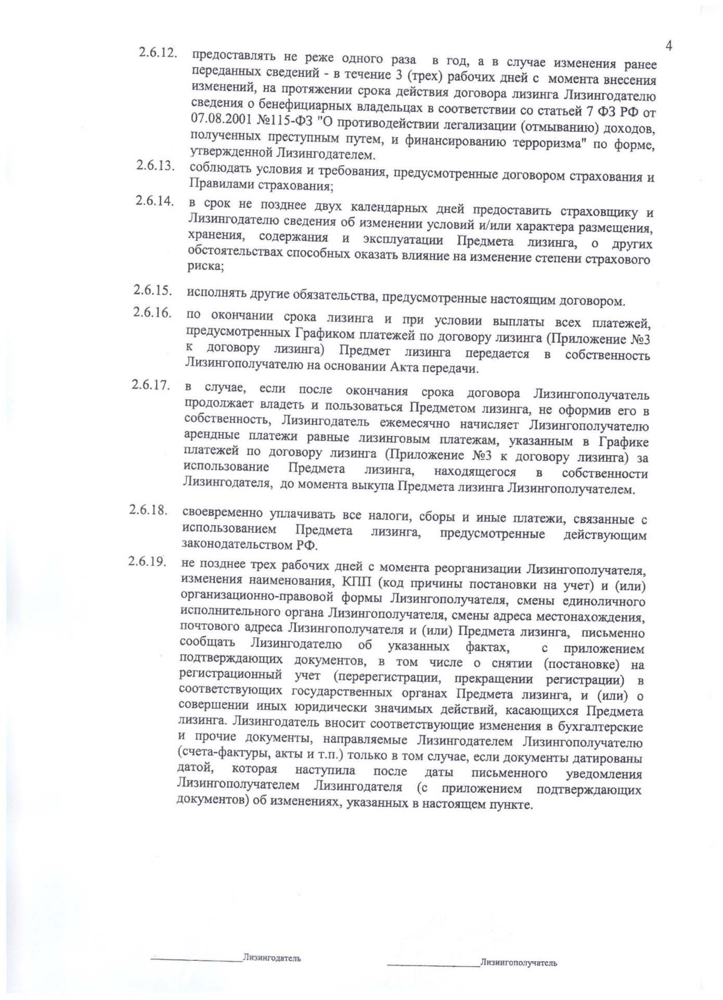 4
2.6.12. предоставлять не реже одного раза в год, а в случае изменения ранее
переданных сведений - в течение 3 (трех) рабочих дней с момента внесения
изменений, на протяжении срока действия договора лизинга Лизингодателю
сведения о бенефициарных владельцах в соответствии со статьей 7 ФЗ РФ от
07.08.2001 №115-ФЗ "О противодействии легализации (отмыванию) доходов,
полученных преступным путем, и финансированию терроризма" по форме,
утвержденной Лизингодателем.
2.6.13. соблюдать условия и требования, предусмотренные договором страхования и
Правилами страхования;
2.6.14. в срок не позднее двух календарных дней предоставить страховщику и
Лизингодателю сведения об изменении условий и/или характера размещения,
хранения, содержания и эксплуатации Предмета лизинга, о других
обстоятельствах способных оказать влияние на изменение степени страхового
риска;
2.6.15. исполнять другие обязательства, предусмотренные настоящим договором.
2.6.16. по окончании срока лизинга и при условии выплаты всех платежей,
предусмотренных Графиком платежей по договору лизинга (Приложение №3
к договору лизинга) Предмет лизинга передается в собственность
Лизингополучателю на основании Акта передачи.
2.6.17. в случае, если после окончания срока договора Лизингополучатель
продолжает владеть и пользоваться Предметом лизинга, не оформив его в
собственность, Лизингодатель ежемесячно начисляет Лизингополучателю
арендные платежи равные лизинговым платежам, указанным в Графике
платежей по договору лизинга (Приложение №3 к договору лизинга) за
использование Предмета лизинга, находящегося в собственности
Лизингодателя, до момента выкупа Предмета лизинга Лизингополучателем.
2.6.18. своевременно уплачивать все налоги, сборы и иные платежи, связанные с
использованием Предмета лизинга, предусмотренные действующим
законодательством РФ.
2.6.19. не позднее трех рабочих дней с момента реорганизации Лизингополучателя,
изменения наименования, КПП (код причины постановки на учет) и (или)
организационно-правовой формы Лизингополучателя, смены единоличного
исполнительного органа Лизингополучателя, смены адреса местонахождения,
почтового адреса Лизингополучателя и (или) Предмета лизинга, письменно
сообщать Лизингодателю об указанных фактах, с приложением
подтверждающих документов, в том числе о снятии (постановке) на
регистрационный учет (перерегистрации, прекращении регистрации) в
соответствующих государственных органах Предмета лизинга, и (или) о
совершении иных юридически значимых действий, касающихся Предмета
лизинга. Лизингодатель вносит соответствующие изменения в бухгалтерские
и прочие документы, направляемые Лизингодателем Лизингополучателю
(счета-фактуры, акты и т.п.) только в том случае, если документы датированы
датой, которая наступила после даты письменного уведомления
Лизингополучателем Лизингодателя (с приложением подтверждающих
документов) об изменениях, указанных в настоящем пункте.
_______________Лизингодатель
_______________Лизингополучатель